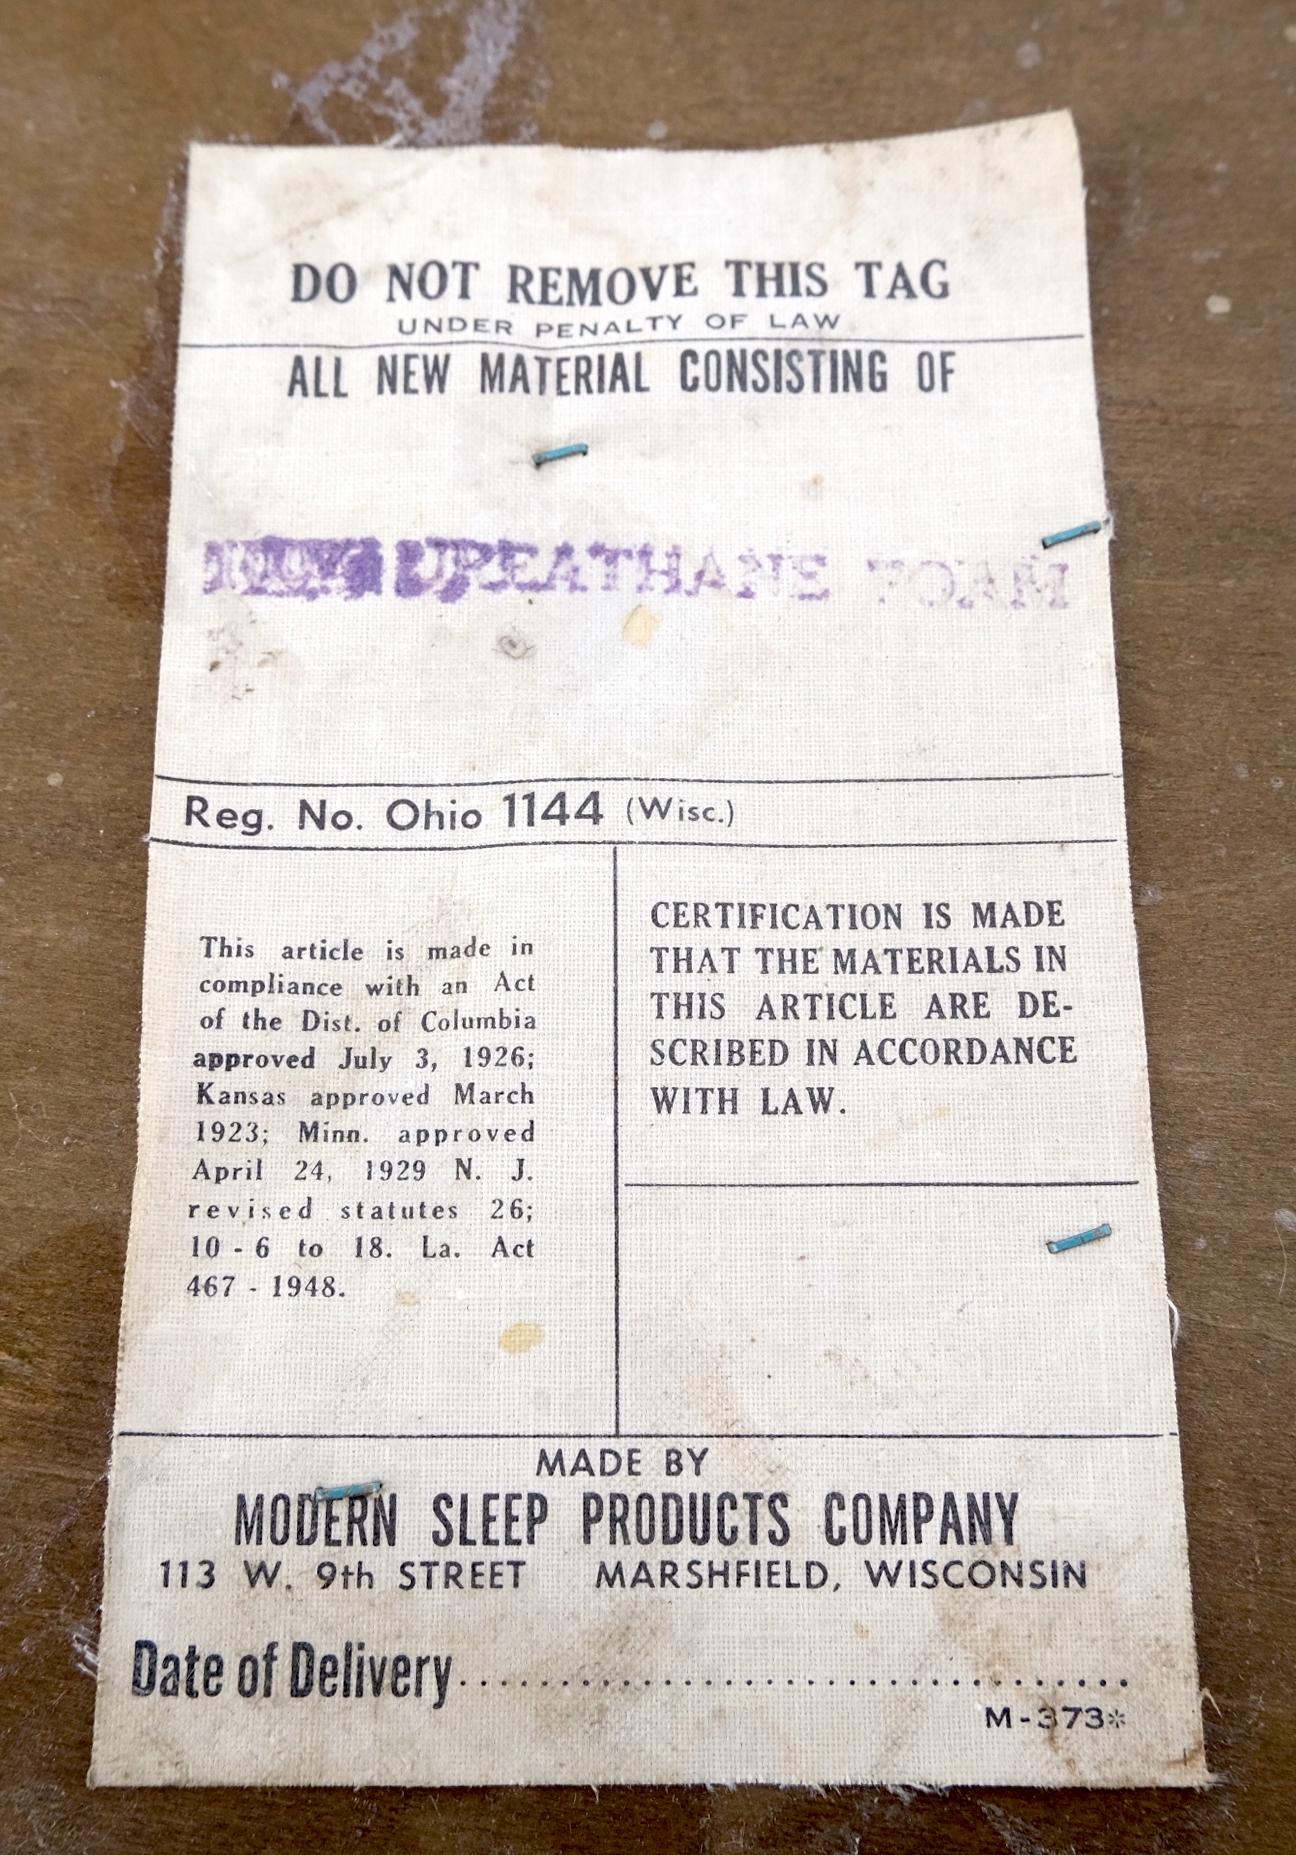 DO NOT REMOVE THIS TAG
UNDER PENALTY OF LAW
ALL NEW MATERIAL CONSISTING OF
UREATHANE FOAM
Reg. No. Ohio 1144 (Wisc.)
This article is made in
compliance with an Act
of the Dist. of Columbia
approved July 3, 1926;
Kansas approved March
1923; Minn. approved
April 24, 1929 N. J.
revised statutes 26;
10 - 6 to 18. La. Act
467 - 1948.
CERTIFICATION IS MADE
THAT THE MATERIALS IN
THIS ARTICLE ARE DE-
SCRIBED IN ACCORDANCE
WITH LAW.
MADE BY
MODERN SLEEP PRODUCTS COMPANY
113 W. 9th STREET MARSHFIELD, WISCONSIN
Date of Delivery........................................
M-373*